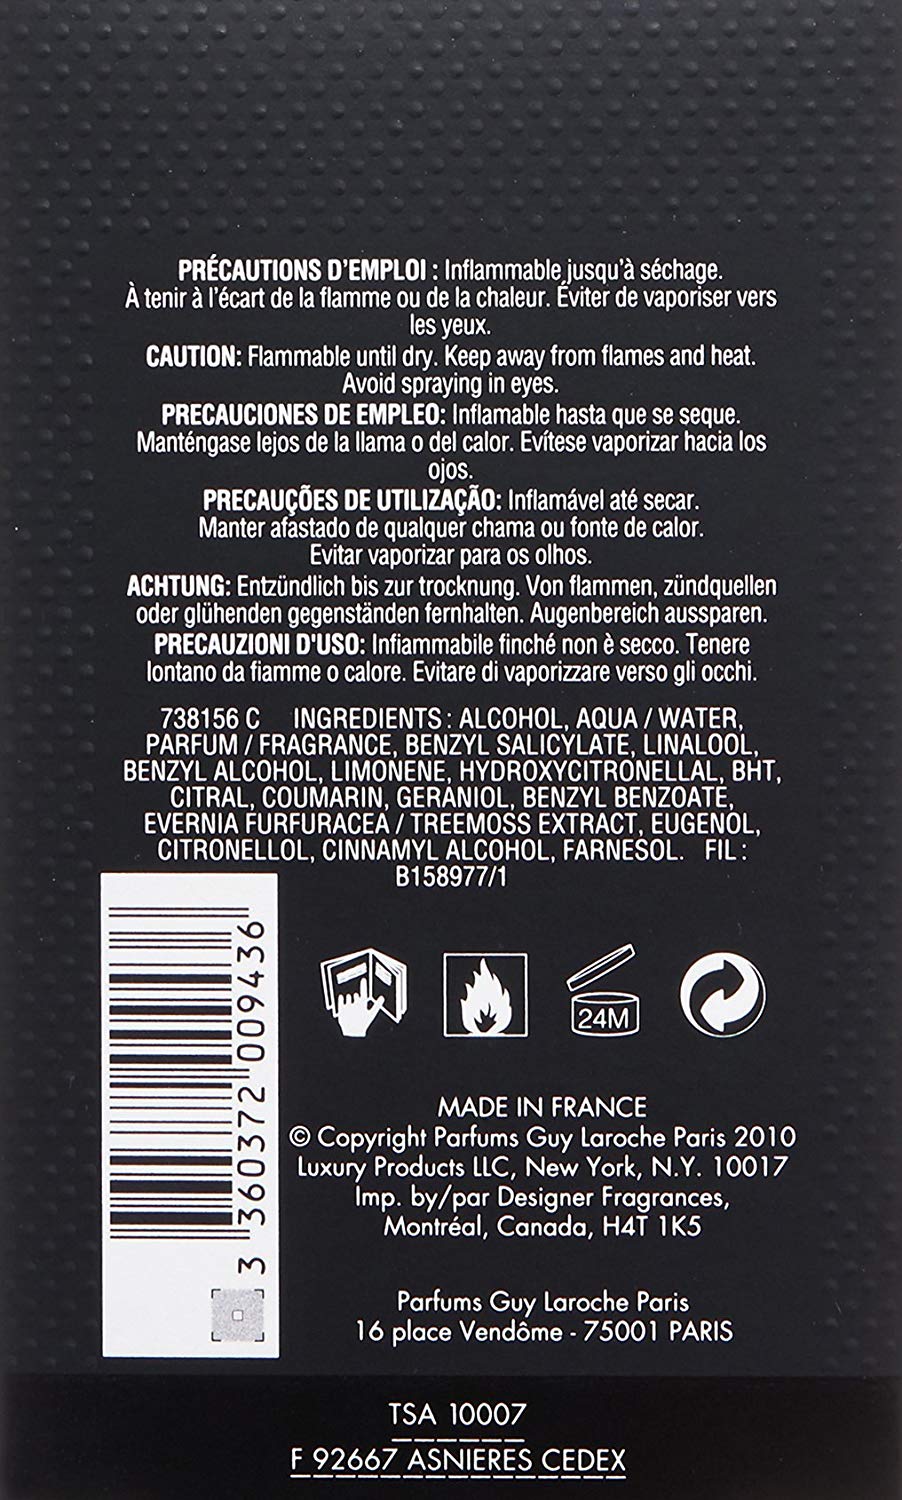 PRÉCAUTIONS D'EMPLOI : Inflammable jusqu'à séchage.
À tenir à l'écart de la flamme ou de la chaleur. Éviter de vaporiser vers
les yeux.
CAUTION: Flammable until dry. Keep away from flames and heat.
Avoid spraying in eyes.
PRECAUCIONES DE EMPLEO: Inflamable hasta que se seque.
Manténgase lejos de la llama o del calor. Evítese vaporizar hacia los
ojos.
PRECAUÇÕES DE UTILIZAÇÃO: Inflamável até secar.
Manter afastado de qualquer chama ou fonte de calor.
Evitar vaporizar para os olhos.
ACHTUNG: Entzündlich bis zur trocknung. Von flammen, zündquellen
oder glühenden gegenständen fernhalten. Augenbereich aussparen.
PRECAUZIONI D'USO: Infiammabile finché non è secco. Tenere
lontano da fiamme o calore. Evitare di vaporizzare verso gli occhi.
738156 C INGREDIENTS : ALCOHOL, AQUA / WATER,
PARFUM / FRAGRANCE, BENZYL SALICYLATE, LINALOOL,
BENZYL ALCOHOL, LIMONENE, HYDROXYCITRONELLAL, BHT,
CITRAL, COUMARIN, GERANIOL, BENZYL BENZOATE,
EVERNIA FURFURACEA / TREEMOSS EXTRACT, EUGENOL,
CITRONELLOL, CINNAMYL ALCOHOL, FARNESOL. FIL :
B158977/1
3 360372 009436
24M
MADE IN FRANCE
© Copyright Parfums Guy Laroche Paris 2010
Luxury Products LLC, New York, N.Y. 10017
Imp. by/par Designer Fragrances,
Montréal, Canada, H4T 1K5
Parfums Guy Laroche Paris
16 place Vendôme - 75001 PARIS
TSA 10007
F 92667 ASNIERES CEDEX